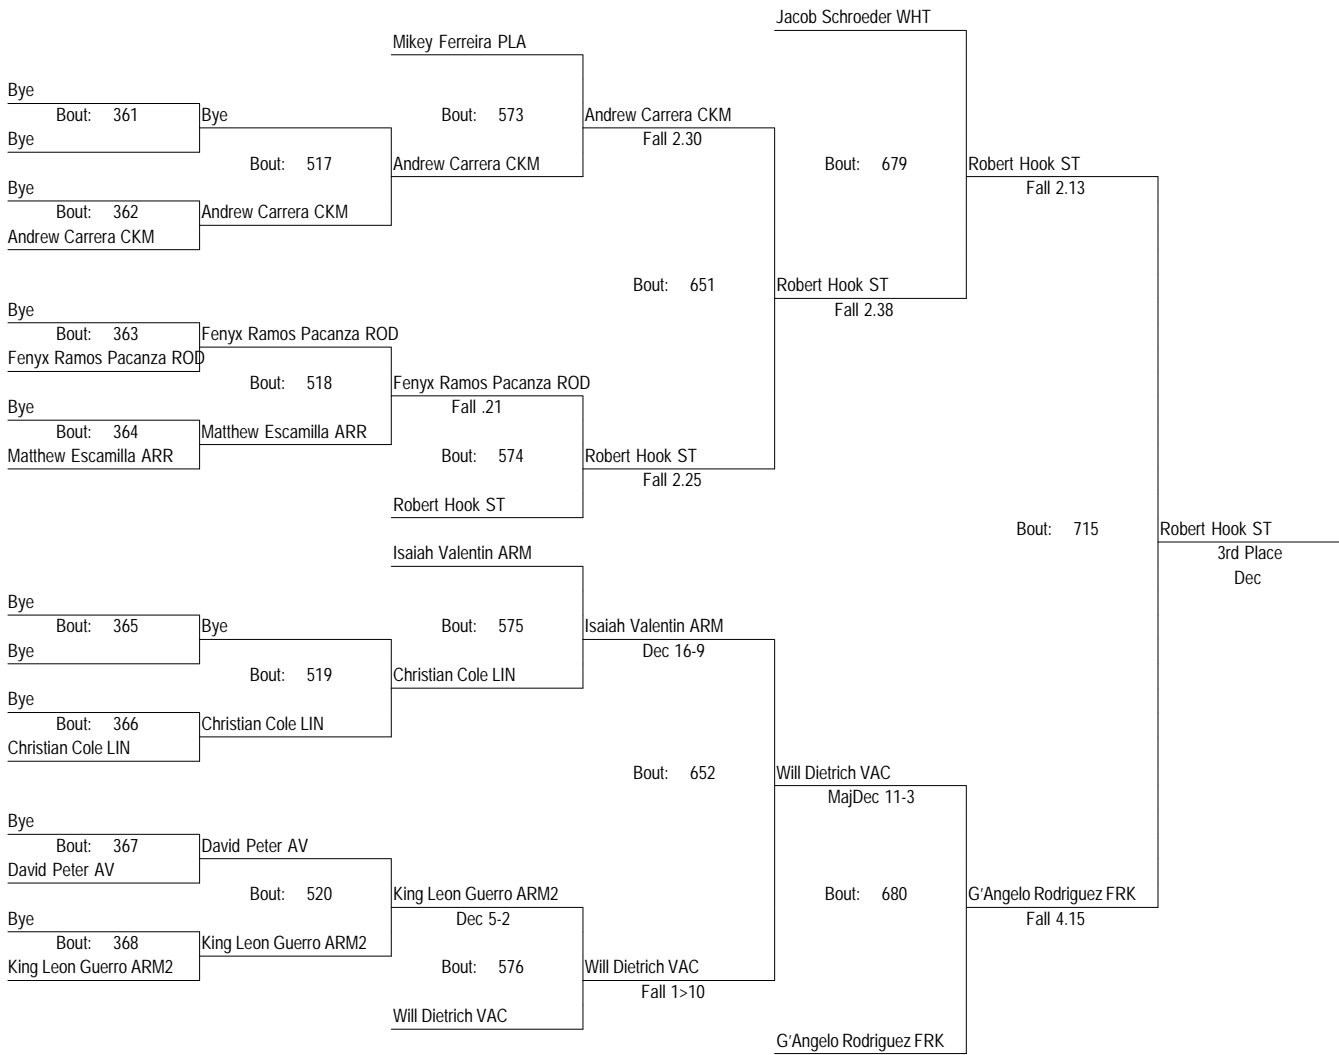 Jacob Schroeder WHT
Mikey Ferreira PLA
Bye
Bout: 361
Bye
Bout: 573
Andrew Carrera CKM
Bye
Fall 2.30
Bout: 517
Andrew Carrera CKM
Bout: 679
Robert Hook ST
Bye
Fall 2.13
Bout: 362
Andrew Carrera CKM
Andrew Carrera CKM
Bout: 651
Robert Hook ST
Bye
Fall 2.38
Bout: 363
Fenyx Ramos Pacanza ROD
Fenyx Ramos Pacanza ROD
Bout: 518
Fenyx Ramos Pacanza ROD
Bye
Fall .21
Bout: 364
Matthew Escamilla ARR
Matthew Escamilla ARR
Bout: 574
Robert Hook ST
Fall 2.25
Robert Hook ST
Bout: 715
Robert Hook ST
Isaiah Valentin ARM
3rd Place
Dec
Bye
Bout: 365
Bye
Bout: 575
Isaiah Valentin ARM
Bye
Dec 16-9
Bout: 519
Christian Cole LIN
Bye
Bout: 366
Christian Cole LIN
Christian Cole LIN
Bout: 652
Will Dietrich VAC
MajDec 11-3
Bye
Bout: 367
David Peter AV
David Peter AV
Bout: 520
King Leon Guerro ARM2
Bout: 680
G'Angelo Rodriguez FRK
Bye
Dec 5-2
Fall 4.15
Bout: 368
King Leon Guerro ARM2
King Leon Guerro ARM2
Bout: 576
Will Dietrich VAC
Fall 1>10
Will Dietrich VAC
G'Angelo Rodriguez FRK